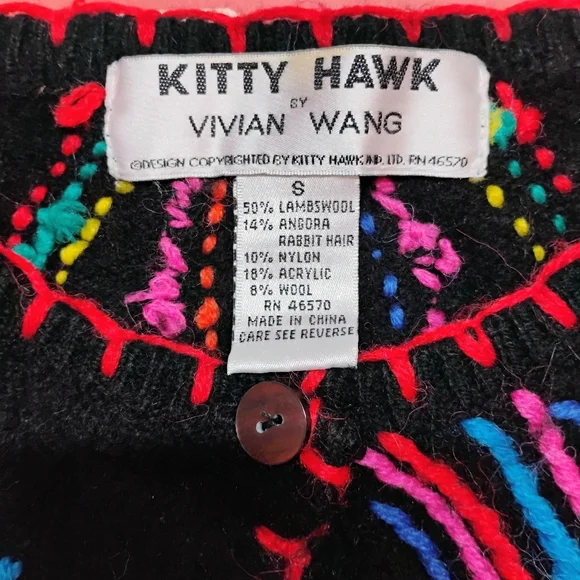 KITTY HAWK
BY
VIVIAN WANG
©DESIGN COPYRIGHTED BY KITTY HAWK IND. LTD. RN 46570
S
50% LAMBSWOOL
14% ANGORA
RABBIT HAIR
10% NYLON
18% ACRYLIC
8% WOOL
RN 46570
MADE IN CHINA
CARE SEE REVERSE